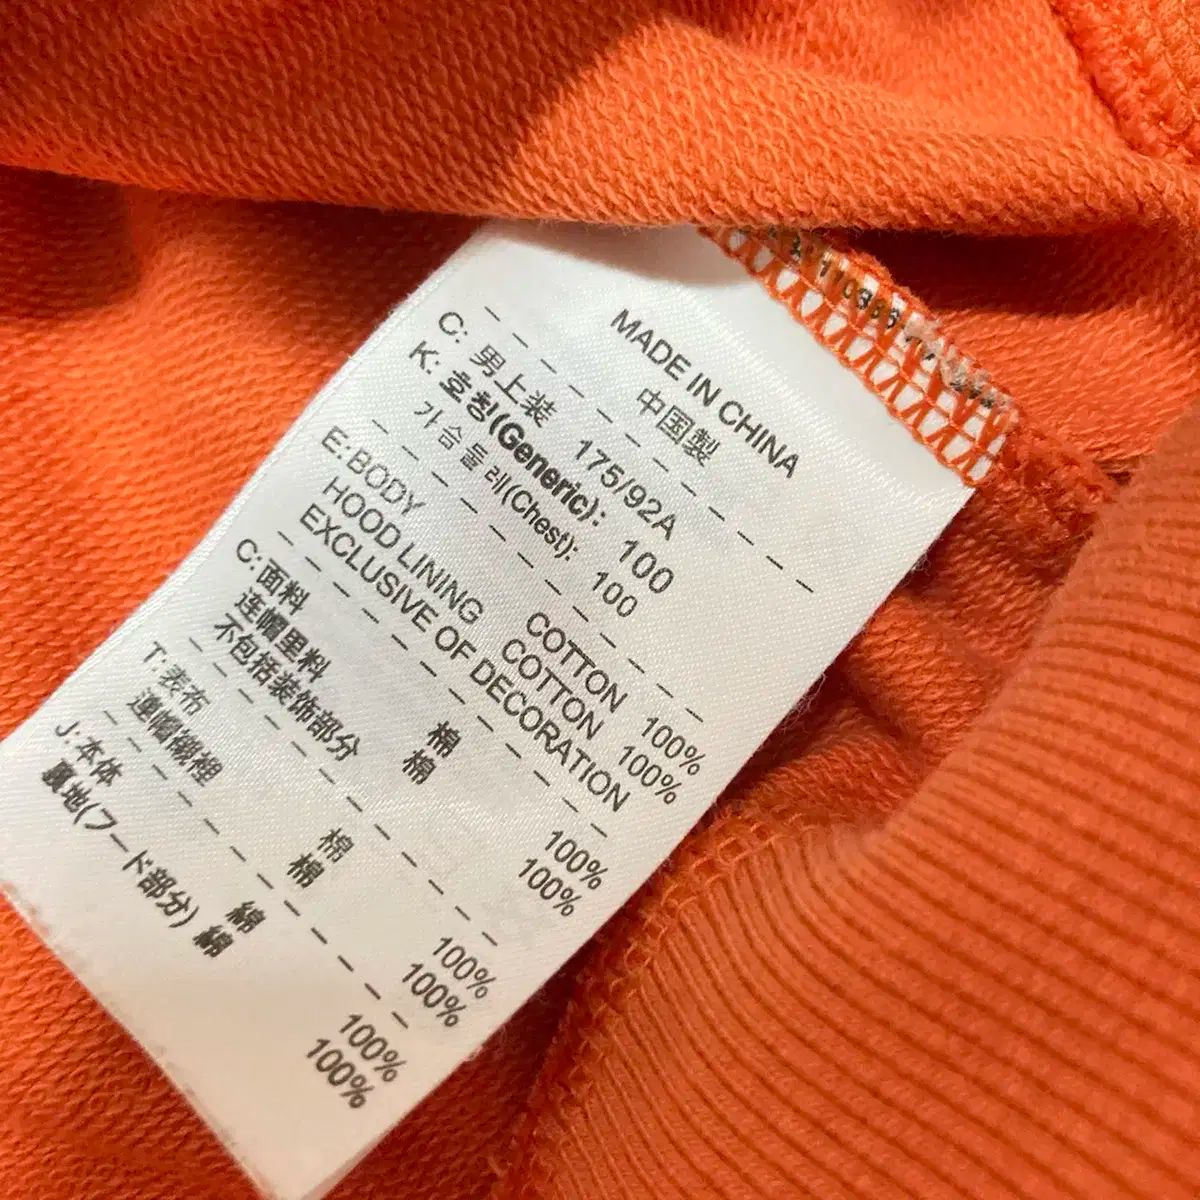 MADE IN CHINA
中国製
C: 男上装 175/92A
K: 호칭(Generic): 100
가슴둘레(Chest): 100
E: BODY COTTON 100%
HOOD LINING COTTON 100%
EXCLUSIVE OF DECORATION
C: 面料 棉 100%
连帽里料 棉 100%
不包括装饰部分
T: 表布 棉 100%
連帽襯裡 棉 100%
J: 本体 綿 100%
裏地(フード部分) 綿 100%